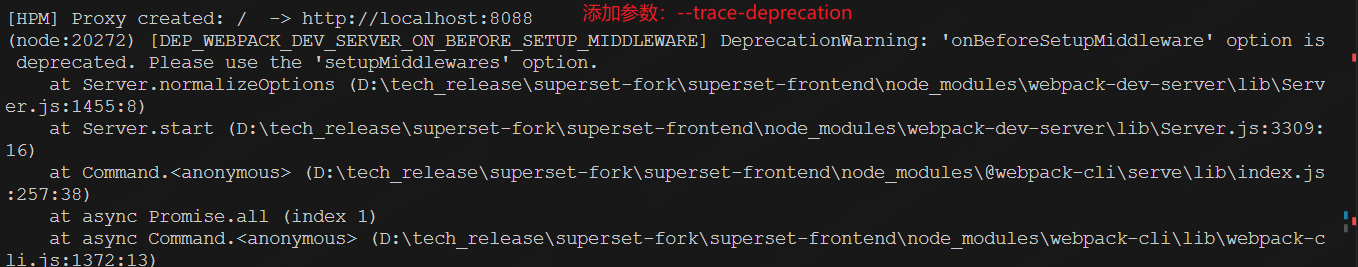 [HPM] Proxy created: /  -> http://localhost:8088
添加参数：--trace-deprecation
(node:20272) [DEP_WEBPACK_DEV_SERVER_ON_BEFORE_SETUP_MIDDLEWARE] DeprecationWarning: 'onBeforeSetupMiddleware' option is
 deprecated. Please use the 'setupMiddlewares' option.
    at Server.normalizeOptions (D:\tech_release\superset-fork\superset-frontend\node_modules\webpack-dev-server\lib\Serv
er.js:1455:8)
    at Server.start (D:\tech_release\superset-fork\superset-frontend\node_modules\webpack-dev-server\lib\Server.js:3309:
16)
    at Command.<anonymous> (D:\tech_release\superset-fork\superset-frontend\node_modules\@webpack-cli\serve\lib\index.js
:257:38)
    at async Promise.all (index 1)
    at async Command.<anonymous> (D:\tech_release\superset-fork\superset-frontend\node_modules\webpack-cli\lib\webpack-c
li.js:1372:13)